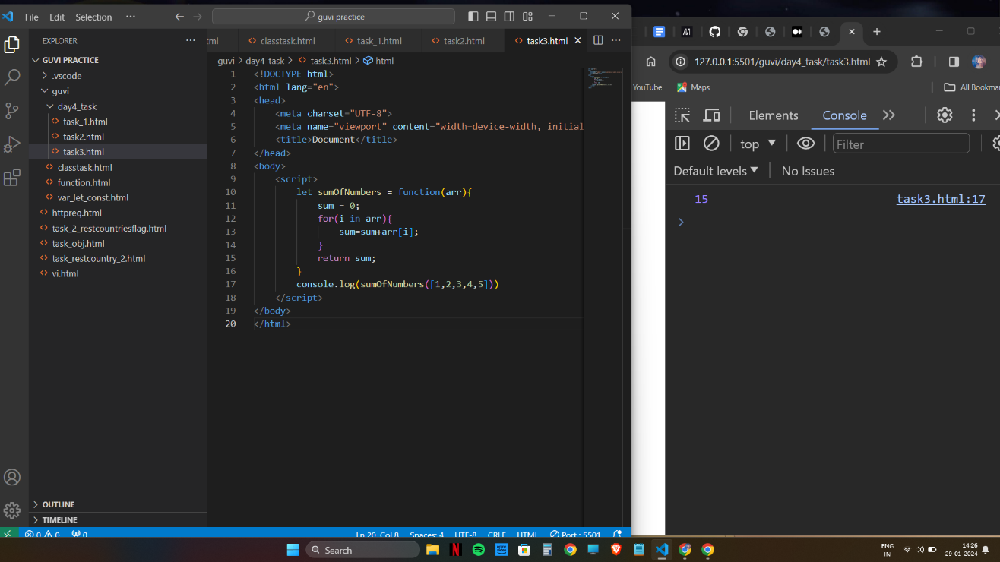 File Edit Selection ··· guvi practice
EXPLORER ···
GUVI PRACTICE
.vscode
guvi
day4_task
task_1.html
task2.html
task3.html
classtask.html
function.html
var_let_const.html
httpreq.html
task_2_restcountriesflag.html
task_obj.html
task_restcountry_2.html
vi.html
OUTLINE
TIMELINE
tml classtask.html task_1.html task2.html task3.html
guvi > day4_task > task3.html > html
1 <!DOCTYPE html>
2 <html lang="en">
3 <head>
4 <meta charset="UTF-8">
5 <meta name="viewport" content="width=device-width, initial
6 <title>Document</title>
7 </head>
8 <body>
9 <script>
10 let sumOfNumbers = function(arr){
11 sum = 0;
12 for(i in arr){
13 sum=sum+arr[i];
14 }
15 return sum;
16 }
17 console.log(sumOfNumbers([1,2,3,4,5]))
18 </script>
19 </body>
20 </html>
0 0 0 Ln 20, Col 8 Spaces: 4 UTF-8 CRLF HTML Port : 5501
127.0.0.1:5501/guvi/day4_task/task3.html
YouTube Maps All Bookmar
Elements Console
top Filter
Default levels No Issues
15 task3.html:17
Search
ENG
IN
14:26
29-01-2024